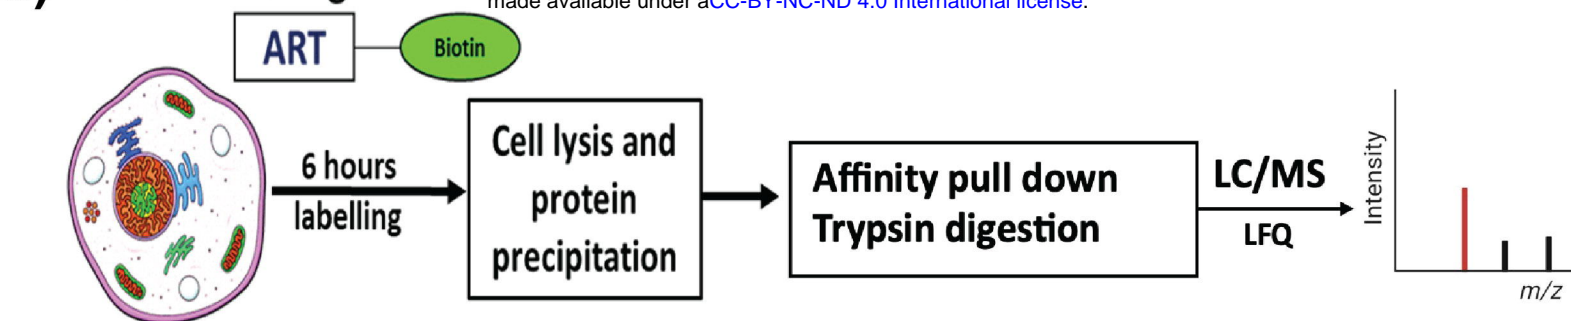 made available under aCC-BY-NC-ND 4.0 International license.
ART
Biotin
6 hours
labelling
Cell lysis and
protein
precipitation
Affinity pull down
Trypsin digestion
LC/MS
LFQ
Intensity
m/z